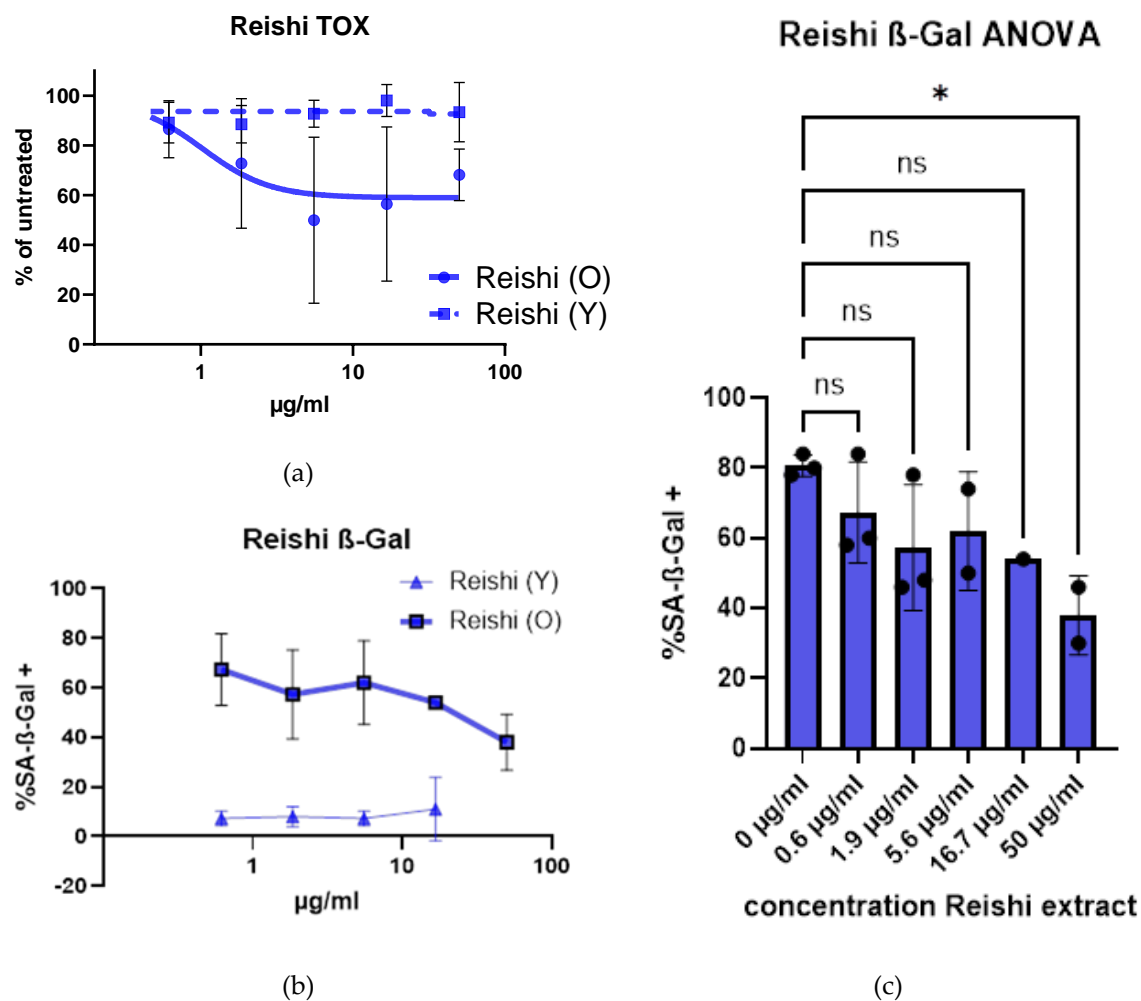 Reishi TOX
% of untreated
100
80
60
40
20
0
1
10
100
µg/ml
Reishi (O)
Reishi (Y)
(a)
Reishi ß-Gal
%SA-ß-Gal +
100
80
60
40
20
0
-20
1
10
100
µg/ml
Reishi (Y)
Reishi (O)
(b)
Reishi ß-Gal ANOVA
*
ns
ns
ns
ns
%SA-ß-Gal +
100
80
60
40
20
0
0 µg/ml
0.6 µg/ml
1.9 µg/ml
5.6 µg/ml
16.7 µg/ml
50 µg/ml
concentration Reishi extract
(c)